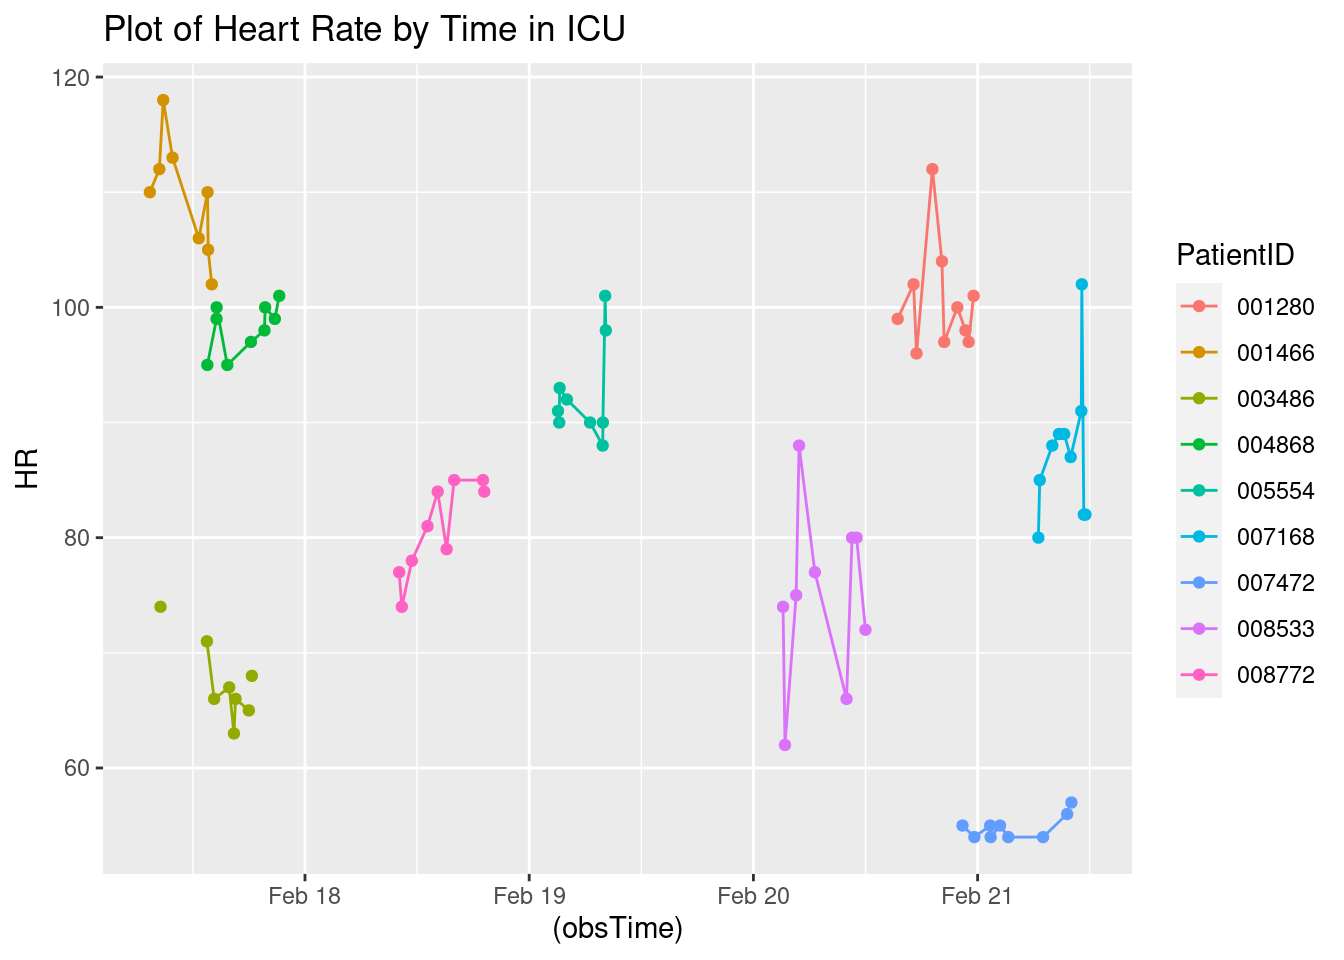 Plot of Heart Rate by Time in ICU
120
100
80
60
HR
Feb 18
Feb 19
Feb 20
Feb 21
(obsTime)
PatientID
001280
001466
003486
004868
005554
007168
007472
008533
008772